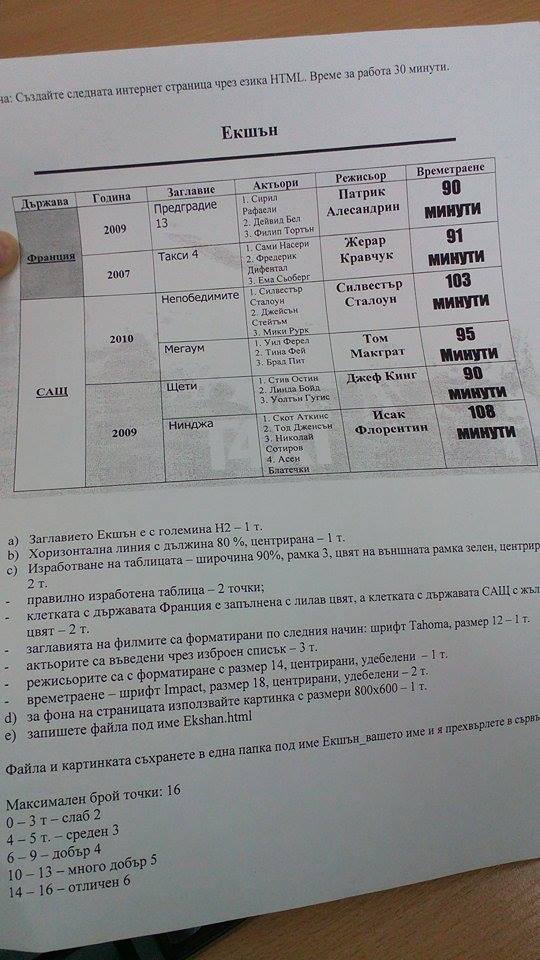 ча: Създайте следната интернет страница чрез езика HTML. Време за работа 30 минути.
Екшън
Държава Година Заглавие Актьори Режисьор Времетраене
Франция 2009 Предградие 13 1. Сирил Рафаели 2. Дейвид Бел 3. Филип Тортън Патрик Алесандрин 90 минути
2007 Такси 4 1. Сами Насери 2. Фредерик Дифентал 3. Ема Сьоберг Жерар Кравчук 91 минути
САЩ 2010 Непобедимите 1. Силвестър Сталоун 2. Джейсън Стейтъм 3. Мики Рурк Силвестър Сталоун 103 минути
Мегаум 1. Уил Ферел 2. Тина Фей 3. Брад Пит Том Макграт 95 Минути
2009 Щети 1. Стив Остин 2. Линда Бойд 3. Уолтън Гугис Джеф Кинг 90 минути
Нинджа 1. Скот Аткинс 2. Тод Дженсън 3. Николай Сотиров 4. Асен Блатечки Исак Флорентин 108 минути
a) Заглавието Екшън е с големина H2 – 1 т.
b) Хоризонтална линия с дължина 80 %, центрирана – 1 т.
c) Изработване на таблицата – широчина 90%, рамка 3, цвят на външната рамка зелен, центрир
2 т.
- правилно изработена таблица – 2 точки;
- клетката с държавата Франция е запълнена с лилав цвят, а клетката с държавата САЩ с жъл
цвят – 2 т.
- заглавията на филмите са форматирани по следния начин: шрифт Tahoma, размер 12 – 1 т.
- актьорите са въведени чрез изброен списък – 3 т.
- режисьорите са с форматиране с размер 14, центрирани, удебелени – 1 т.
- времетраене – шрифт Impact, размер 18, центрирани, удебелени – 2 т.
d) за фона на страницата използвайте картинка с размери 800x600 – 1 т.
e) запишете файла под име Ekshan.html
Файла и картинката съхранете в една папка под име Екшън_вашето име и я прехвърлете в сървъ
Максимален брой точки: 16
0 – 3 т – слаб 2
4 – 5 т. – среден 3
6 – 9 – добър 4
10 – 13 – много добър 5
14 – 16 – отличен 6